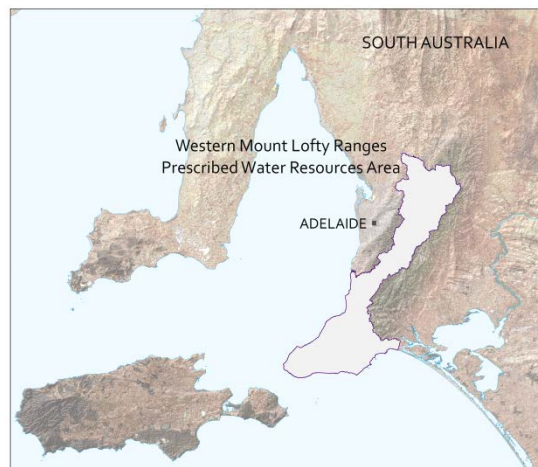 SOUTH AUSTRALIA
Western Mount Lofty Ranges
Prescribed Water Resources Area
ADELAIDE